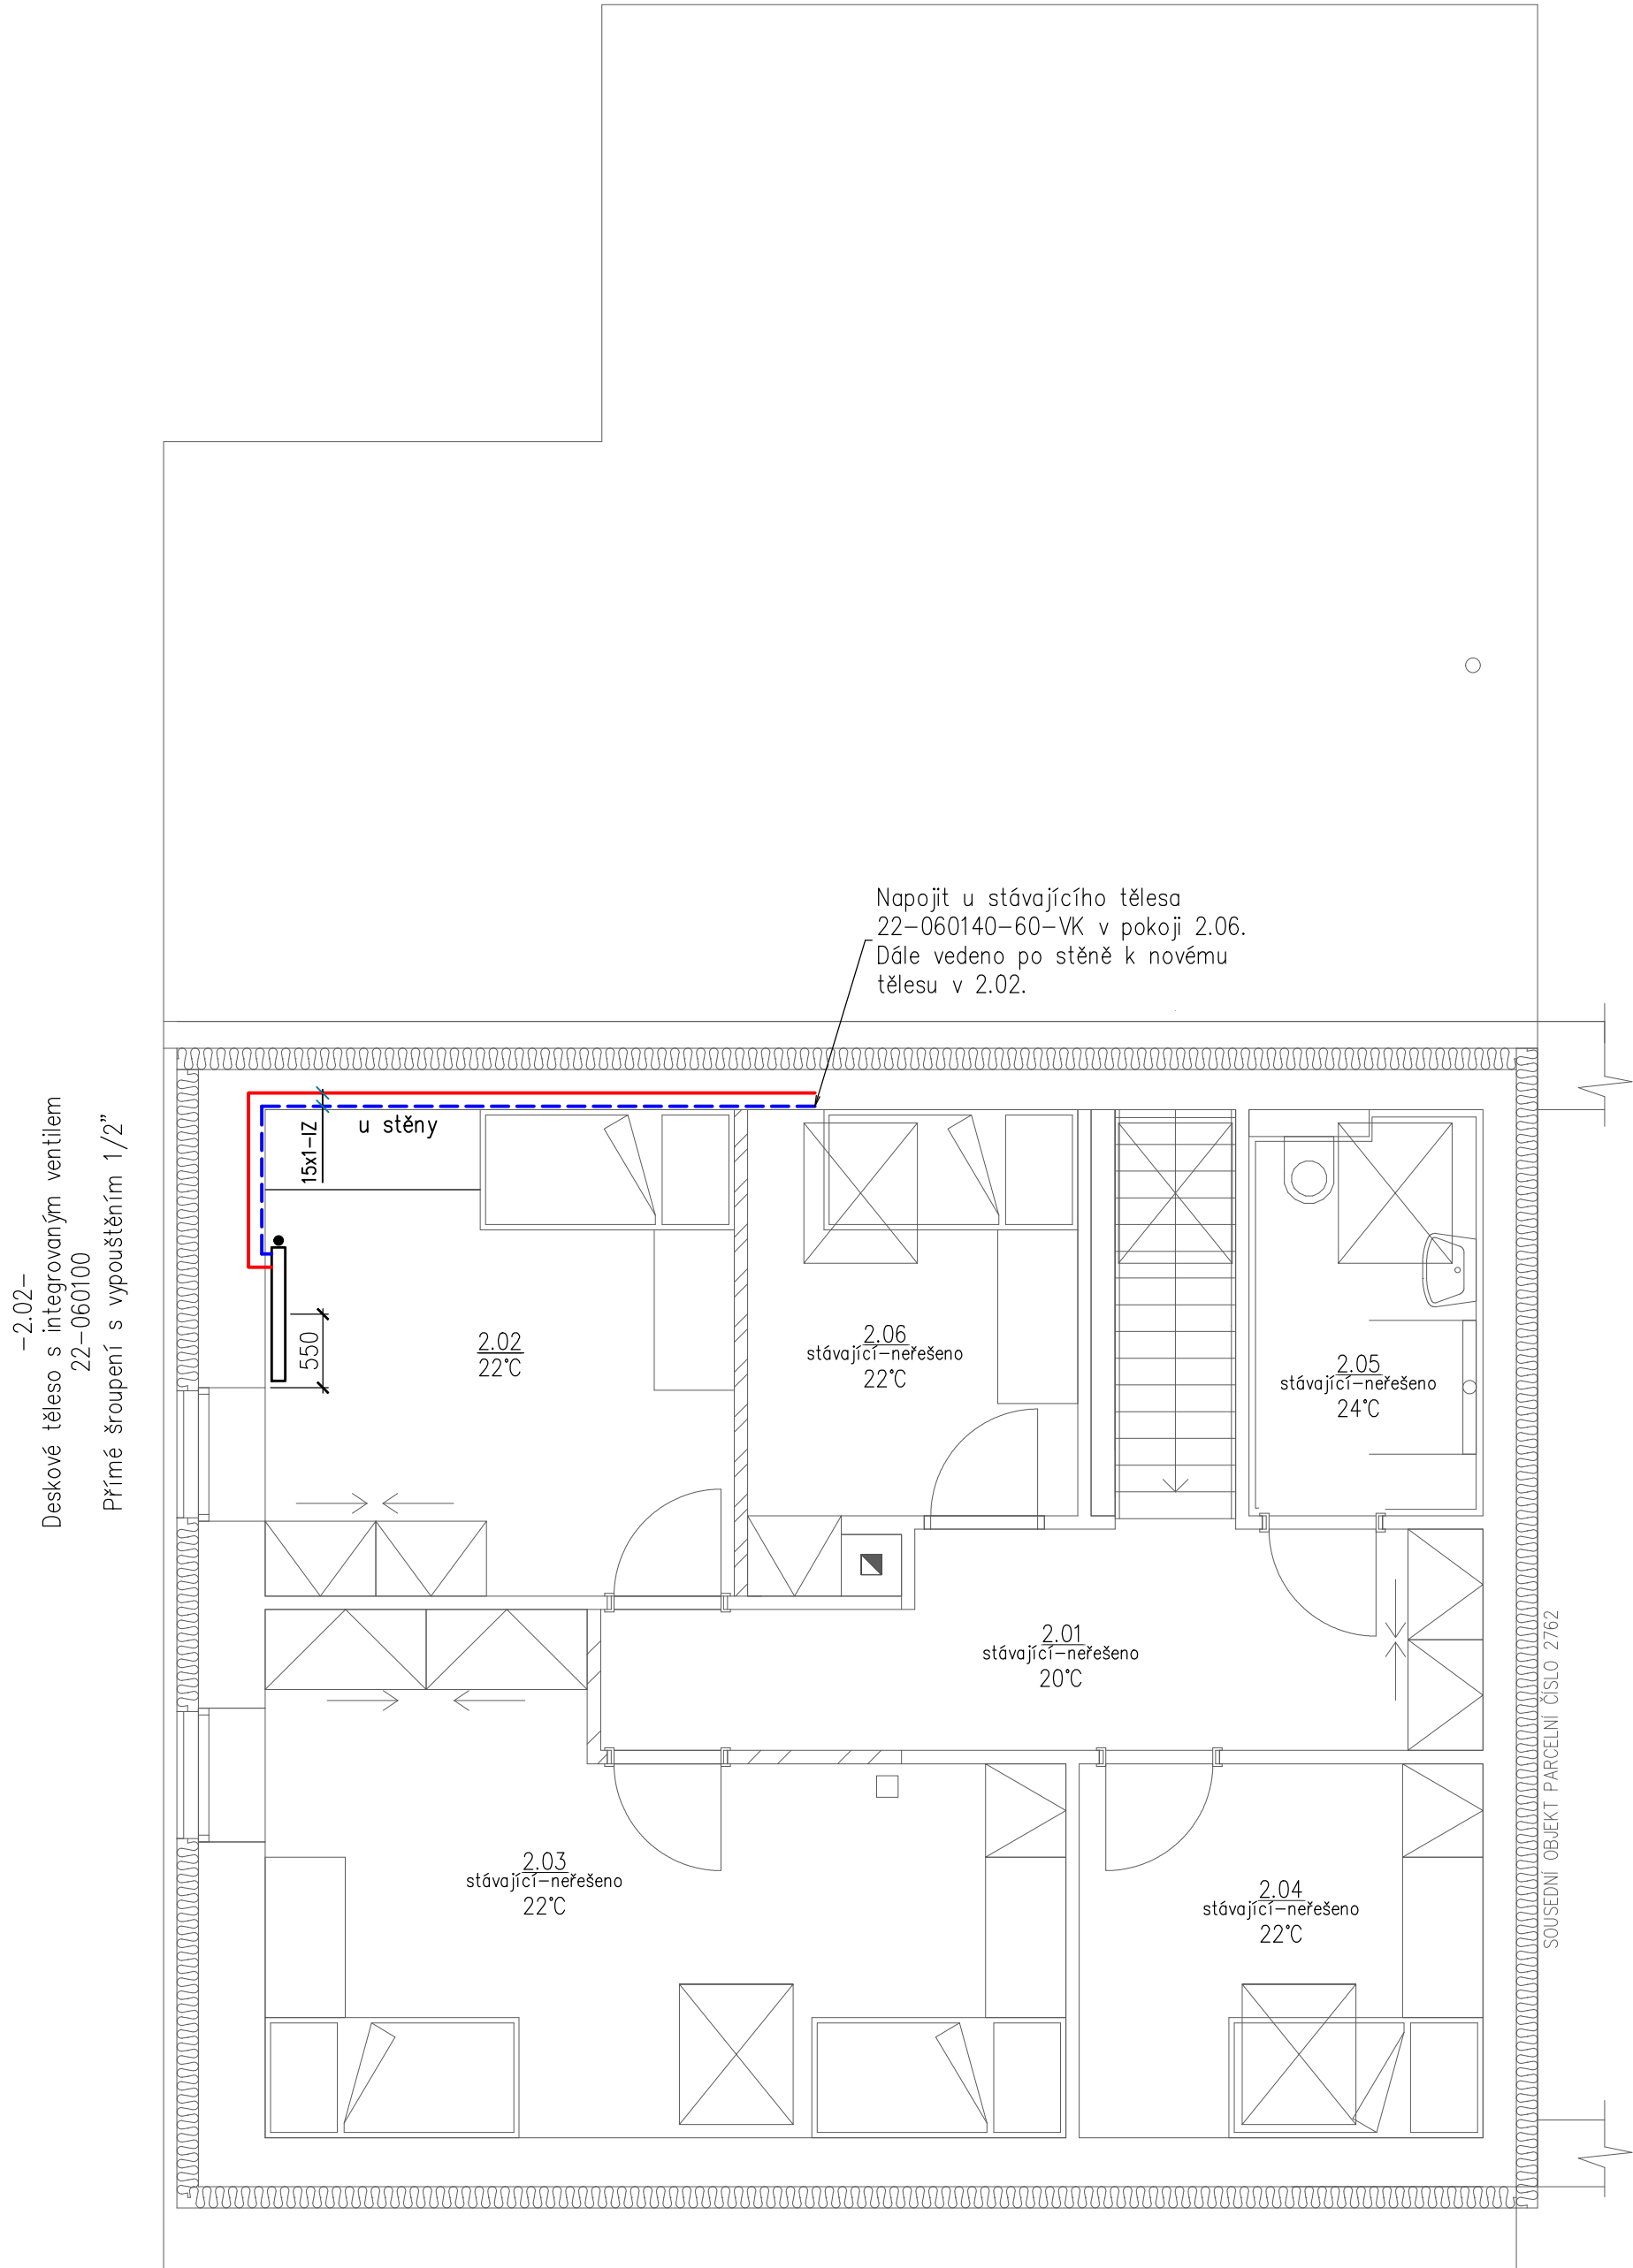 Napojit u stávajícího tělesa
22-060140-60-VK v pokoji 2.06.
Dále vedeno po stěně k novému
tělesu v 2.02.
-2.02-
Deskové těleso s integrovaným ventilem
22-060100
Přímé šroupení s vypouštěním 1/2"
15x1-IZ
u stěny
550
2.02
22°C
2.06
stávající-neřešeno
22°C
2.05
stávající-neřešeno
24°C
2.01
stávající-neřešeno
20°C
2.03
stávající-neřešeno
22°C
2.04
stávající-neřešeno
22°C
SOUSEDNÍ OBJEKT PARCELNÍ ČÍSLO 2762